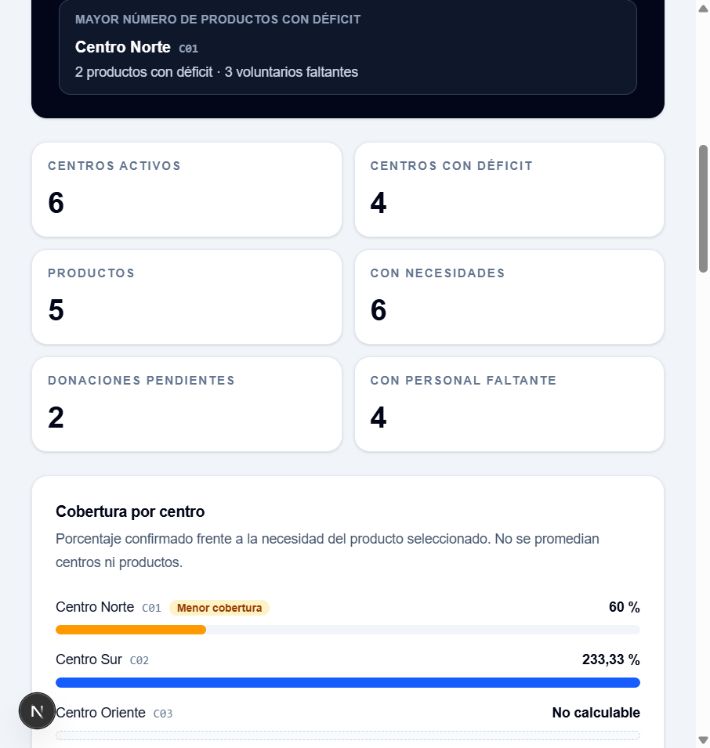 MAYOR NÚMERO DE PRODUCTOS CON DÉFICIT
Centro Norte C01
2 productos con déficit · 3 voluntarios faltantes
CENTROS ACTIVOS
6
CENTROS CON DÉFICIT
4
PRODUCTOS
5
CON NECESIDADES
6
DONACIONES PENDIENTES
2
CON PERSONAL FALTANTE
4
Cobertura por centro
Porcentaje confirmado frente a la necesidad del producto seleccionado. No se promedian
centros ni productos.
Centro Norte C01 Menor cobertura 60 %
Centro Sur C02 233,33 %
N
Centro Oriente C03 No calculable